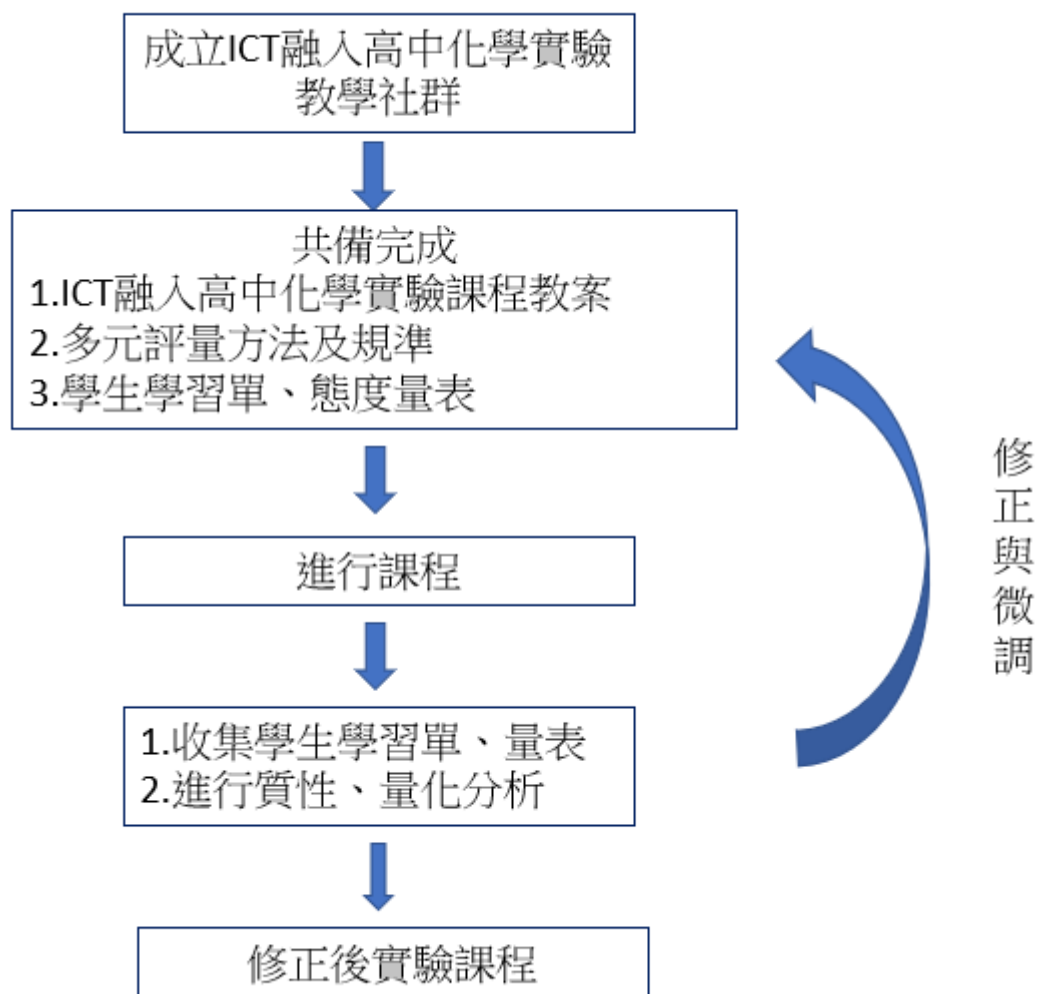 成立ICT融入高中化學實驗
教學社群
共備完成
1.ICT融入高中化學實驗課程教案
2.多元評量方法及規準
3.學生學習單、態度量表
進行課程
1.收集學生學習單、量表
2.進行質性、量化分析
修正後實驗課程
修正與微調